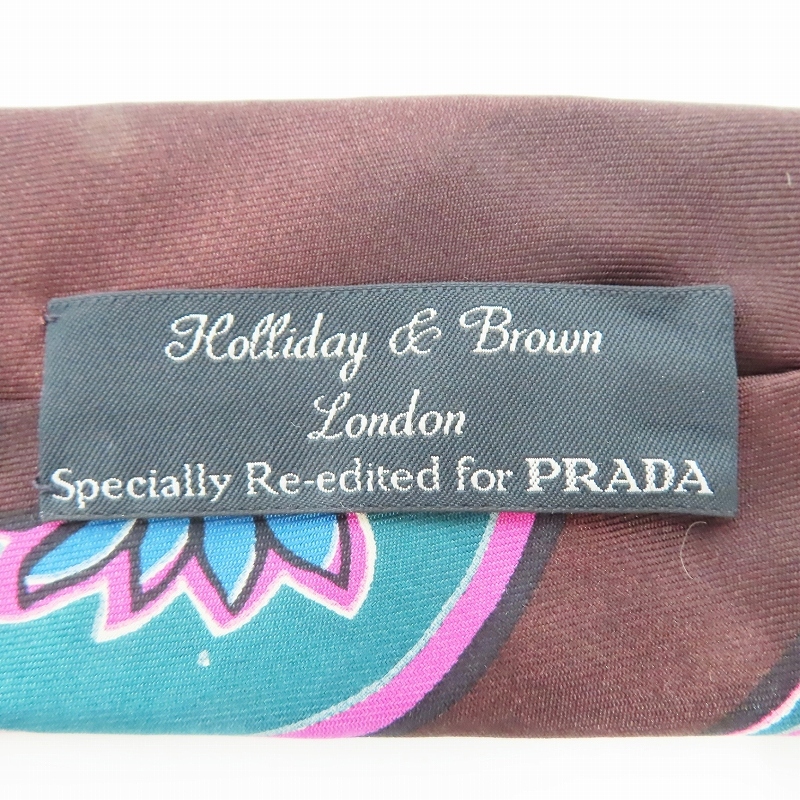 Holliday & Brown
London
Specially Re-edited for PRADA